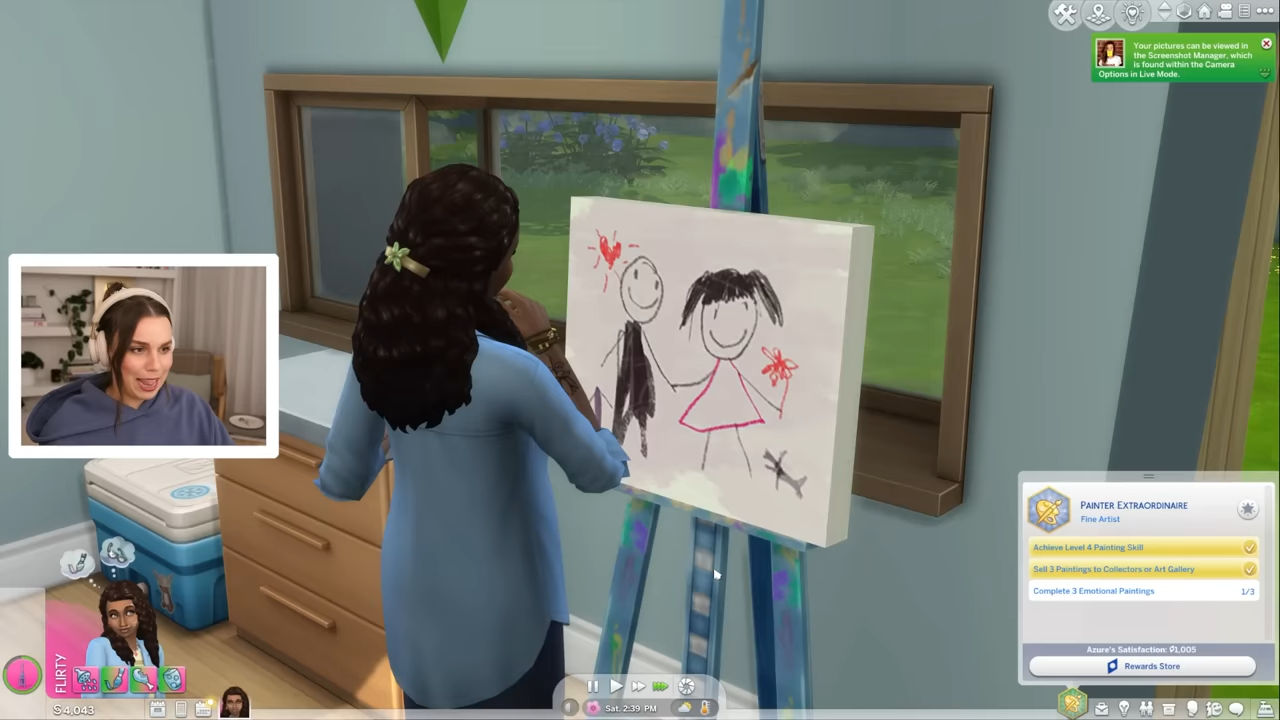 Your pictures can be viewed in
the Screenshot Manager, which
is found within the Camera
Options in Live Mode.
PAINTER EXTRAORDINAIRE
Fine Artist
Achieve Level 4 Painting Skill
Sell 3 Paintings to Collectors or Art Gallery
Complete 3 Emotional Paintings 1/3
Azure's Satisfaction: 1,005
Rewards Store
FLIRTY
§4,043
Sat. 2:39 PM